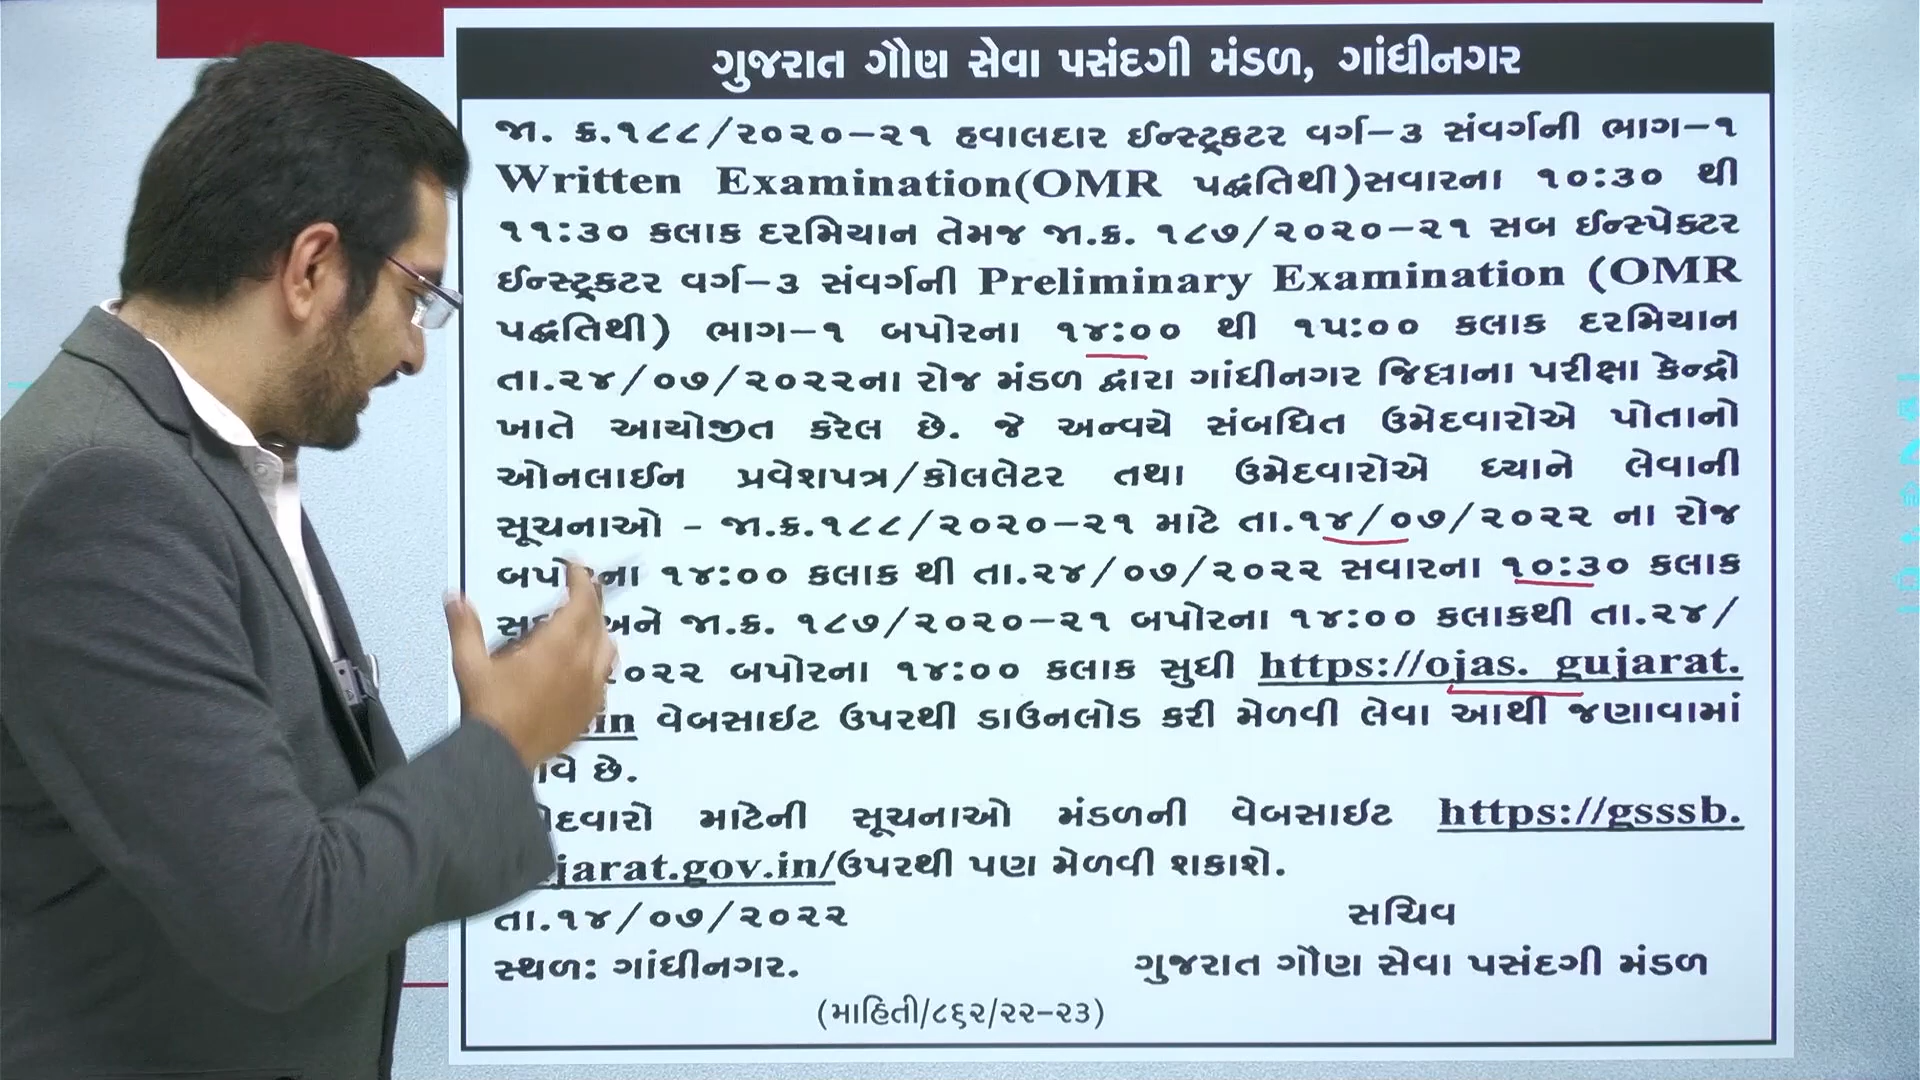 ગુજરાત ગૌણ સેવા પસંદગી મંડળ, ગાંધીનગર
જા. ક્ર.૧૮૮/૨૦૨૦-૨૧ હવાલદાર ઈન્સ્ટ્રકટર વર્ગ-૩ સંવર્ગની ભાગ-૧
Written Examination(OMR પદ્ધતિથી)સવારના ૧૦:૩૦ થી
૧૧:૩૦ કલાક દરમિયાન તેમજ જા.ક્ર. ૧૮૭/૨૦૨૦-૨૧ સબ ઈન્સ્પેકટર
ઈન્સ્ટ્રકટર વર્ગ-૩ સંવર્ગની Preliminary Examination (OMR
પદ્ધતિથી) ભાગ-૧ બપોરના ૧૪:૦૦ થી ૧૫:૦૦ કલાક દરમિયાન
તા.૨૪/૦૭/૨૦૨૨ના રોજ મંડળ દ્વારા ગાંધીનગર જિલ્લાના પરીક્ષા કેન્દ્રો
ખાતે આયોજીત કરેલ છે. જે અન્વયે સંબધિત ઉમેદવારોએ પોતાનો
ઓનલાઈન પ્રવેશપત્ર/કોલલેટર તથા ઉમેદવારોએ ધ્યાને લેવાની
સૂચનાઓ - જા.ક્ર.૧૮૮/૨૦૨૦-૨૧ માટે તા.૧૪/૦૭/૨૦૨૨ ના રોજ
બપોરના ૧૪:૦૦ કલાક થી તા.૨૪/૦૭/૨૦૨૨ સવારના ૧૦:૩૦ કલાક
અને જા.ક્ર. ૧૮૭/૨૦૨૦-૨૧ બપોરના ૧૪:૦૦ કલાકથી તા.૨૪/
૦૨૨ બપોરના ૧૪:૦૦ કલાક સુધી https://ojas. gujarat.
in વેબસાઈટ ઉપરથી ડાઉનલોડ કરી મેળવી લેવા આથી જણાવામાં
છે.
માટેની સૂચનાઓ મંડળની વેબસાઈટ https://gsssb.
jarat.gov.in/ઉપરથી પણ મેળવી શકાશે.
તા.૧૪/૦૭/૨૦૨૨ સચિવ
સ્થળ: ગાંધીનગર. ગુજરાત ગૌણ સેવા પસંદગી મંડળ
(માહિતી/૮૬૨/૨૨-૨૩)